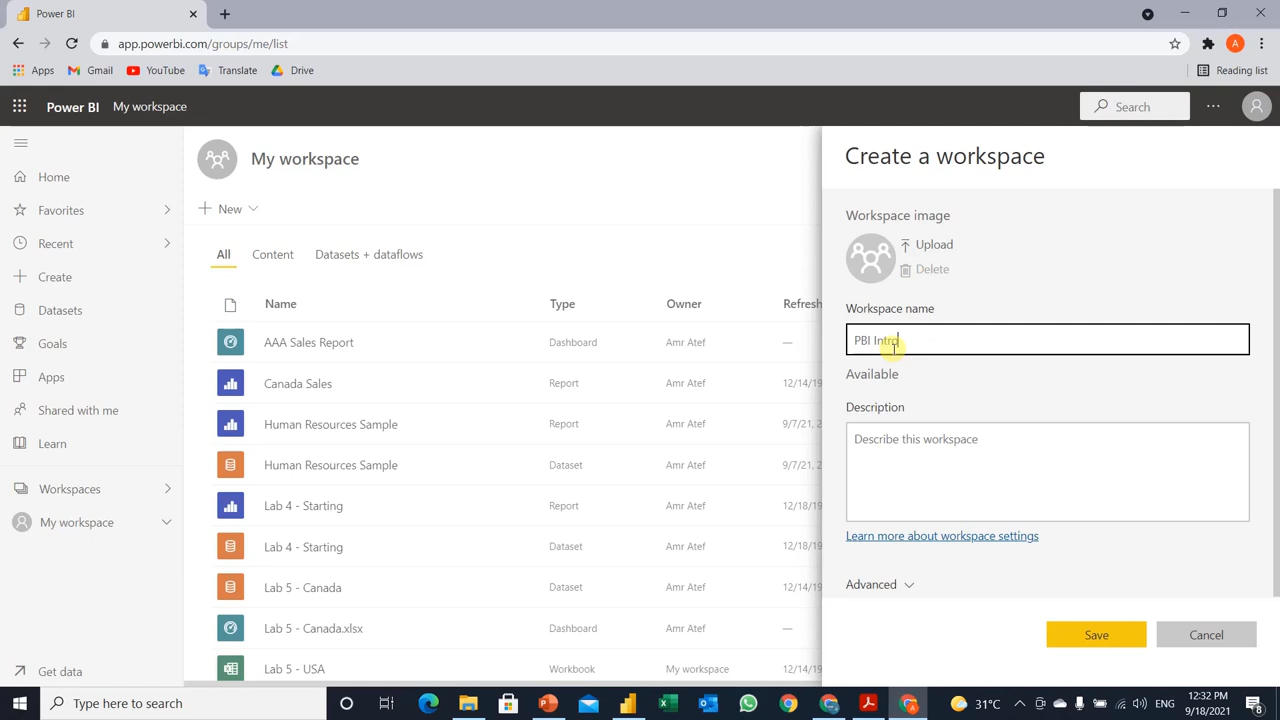 Power BI
app.powerbi.com/groups/me/list
Apps Gmail YouTube Translate Drive Reading list
Power BI My workspace Search
Create a workspace
My workspace
Home
Favorites
Recent
Create
Datasets
Goals
Apps
Shared with me
Learn
Workspaces
My workspace
Get data
New
All Content Datasets + dataflows
Name Type Owner Refresh
AAA Sales Report Dashboard Amr Atef —
Canada Sales Report Amr Atef 12/14/19
Human Resources Sample Report Amr Atef 9/7/21, 2
Human Resources Sample Dataset Amr Atef 9/7/21, 2
Lab 4 - Starting Report Amr Atef 12/18/19
Lab 4 - Starting Dataset Amr Atef 12/18/19
Lab 5 - Canada Dataset Amr Atef 12/14/19
Lab 5 - Canada.xlsx Dashboard Amr Atef —
Lab 5 - USA Workbook My workspace 12/14/19
Workspace image
Upload
Delete
Workspace name
PBI Intro
Available
Description
Describe this workspace
Learn more about workspace settings
Advanced
Save Cancel
Type here to search
31°C ENG
12:32 PM
9/18/2021
8